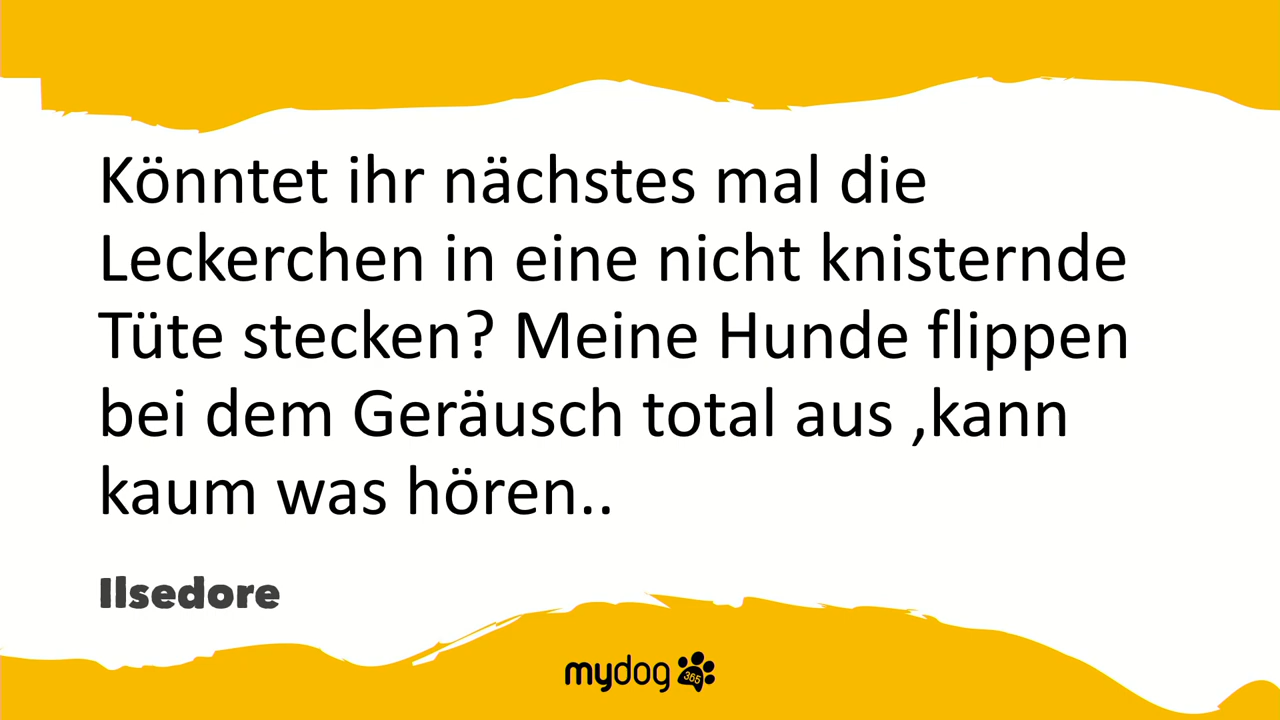 Könntet ihr nächstes mal die
Leckerchen in eine nicht knisternde
Tüte stecken? Meine Hunde flippen
bei dem Geräusch total aus ,kann
kaum was hören..
Ilsedore
mydog 365